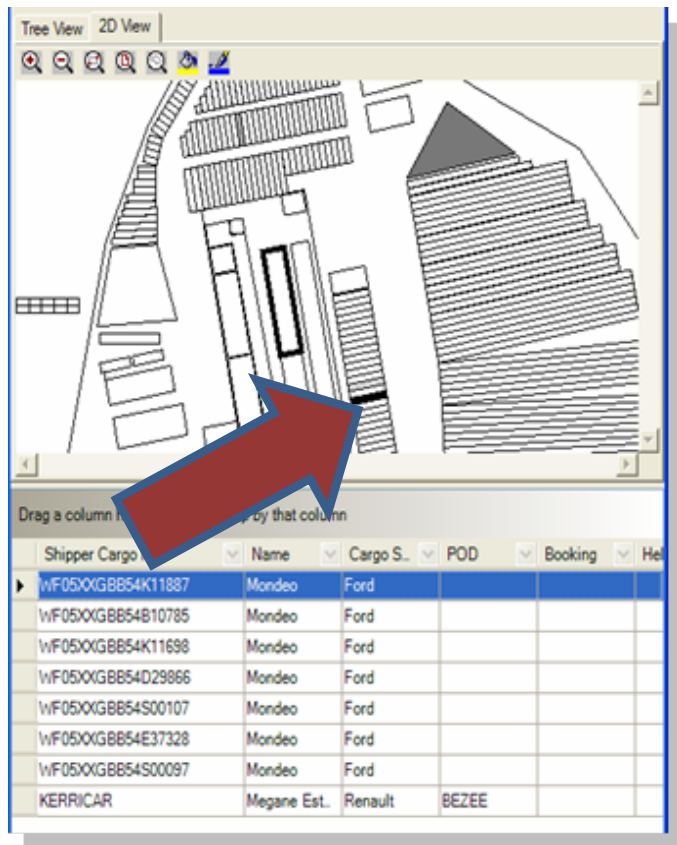 Tree View 2D View
Drag a column by that column
Shipper Cargo Name Cargo S... POD Booking Hel
WF05XXGBB54K11887 Mondeo Ford
WF05XXGBB54B10785 Mondeo Ford
WF05XXGBB54K11698 Mondeo Ford
WF05XXGBB54D29866 Mondeo Ford
WF05XXGBB54S00107 Mondeo Ford
WF05XXGBB54E37328 Mondeo Ford
WF05XXGBB54S00097 Mondeo Ford
KERRICAR Megane Est... Renault BEZEE